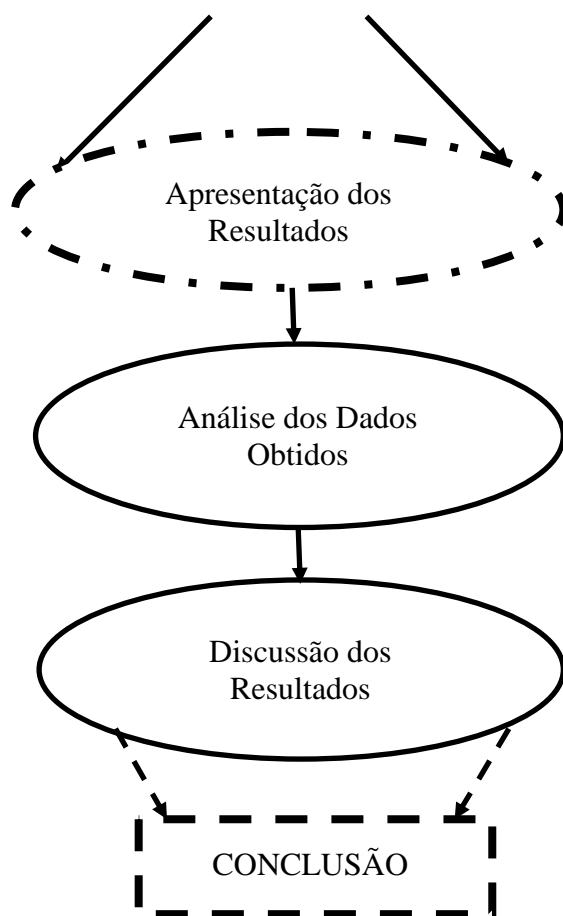 Apresentação dos
Resultados
Análise dos Dados
Obtidos
Discussão dos
Resultados
CONCLUSÃO